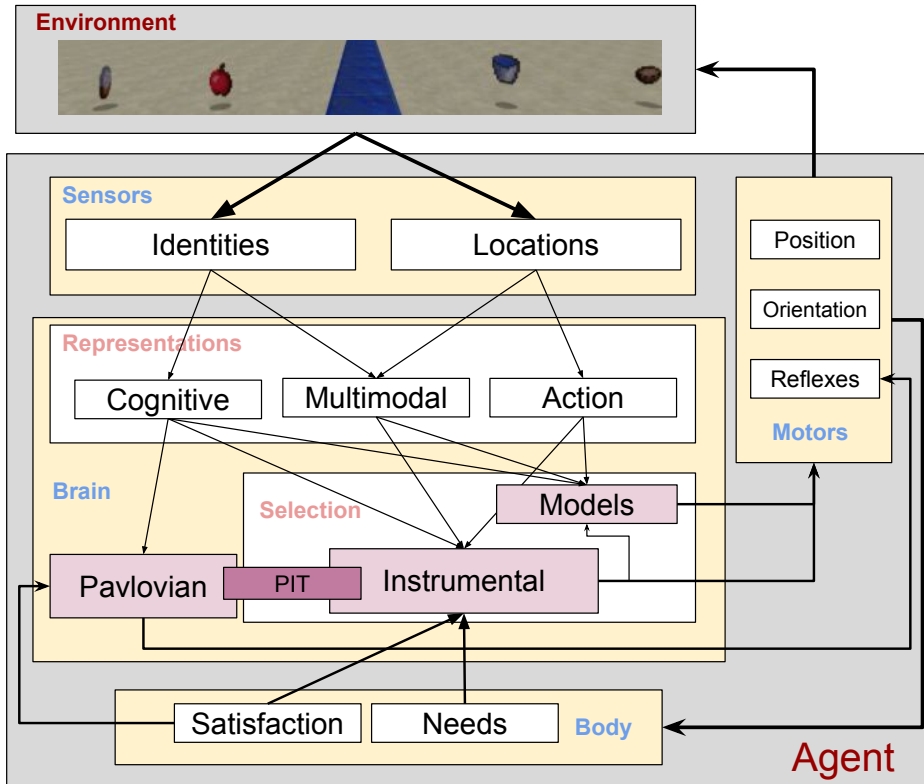 Environment
Sensors
Identities
Locations
Position
Orientation
Reflexes
Motors
Representations
Cognitive
Multimodal
Action
Brain
Selection
Models
Pavlovian
PIT
Instrumental
Satisfaction
Needs
Body
Agent